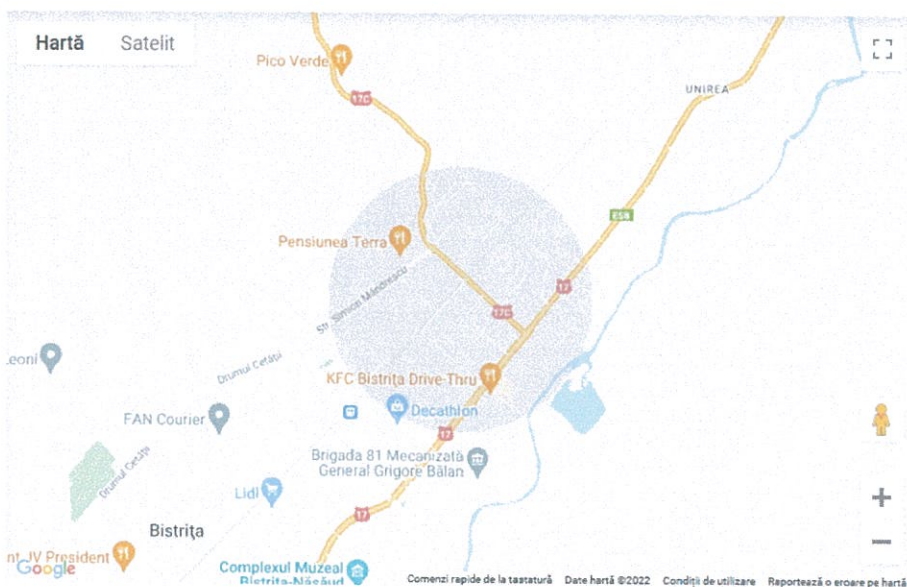 Hartă
Satelit
Pico Verde
17C
UNIREA
E58
Pensiunea Terra
17
Str. Simion Mândrescu
17C
Drumul Cetății
KFC Bistrița Drive-Thru
Decathlon
FAN Courier
17
Brigada 81 Mecanizată
General Grigore Bălan
Drumul Cetății
Lidl
17
Bistrița
JV President
Google
Complexul Muzeal
Bistrița-Năsăud
Comenzi rapide de la tastatură
Date hartă ©2022
Condiții de utilizare
Raportează o eroare pe hartă